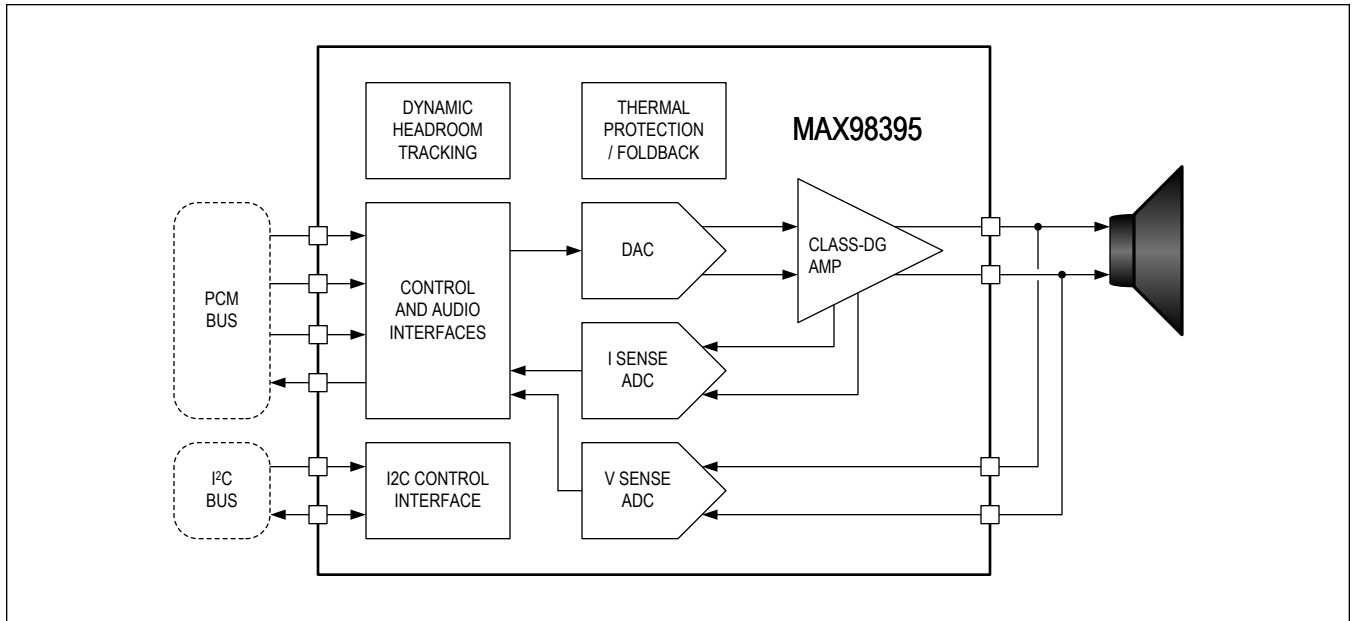 DYNAMIC
HEADROOM
TRACKING
THERMAL
PROTECTION
/ FOLDBACK
MAX98395
PCM
BUS
CONTROL
AND AUDIO
INTERFACES
DAC
CLASS-DG
AMP
I SENSE
ADC
I²C
BUS
I2C CONTROL
INTERFACE
V SENSE
ADC